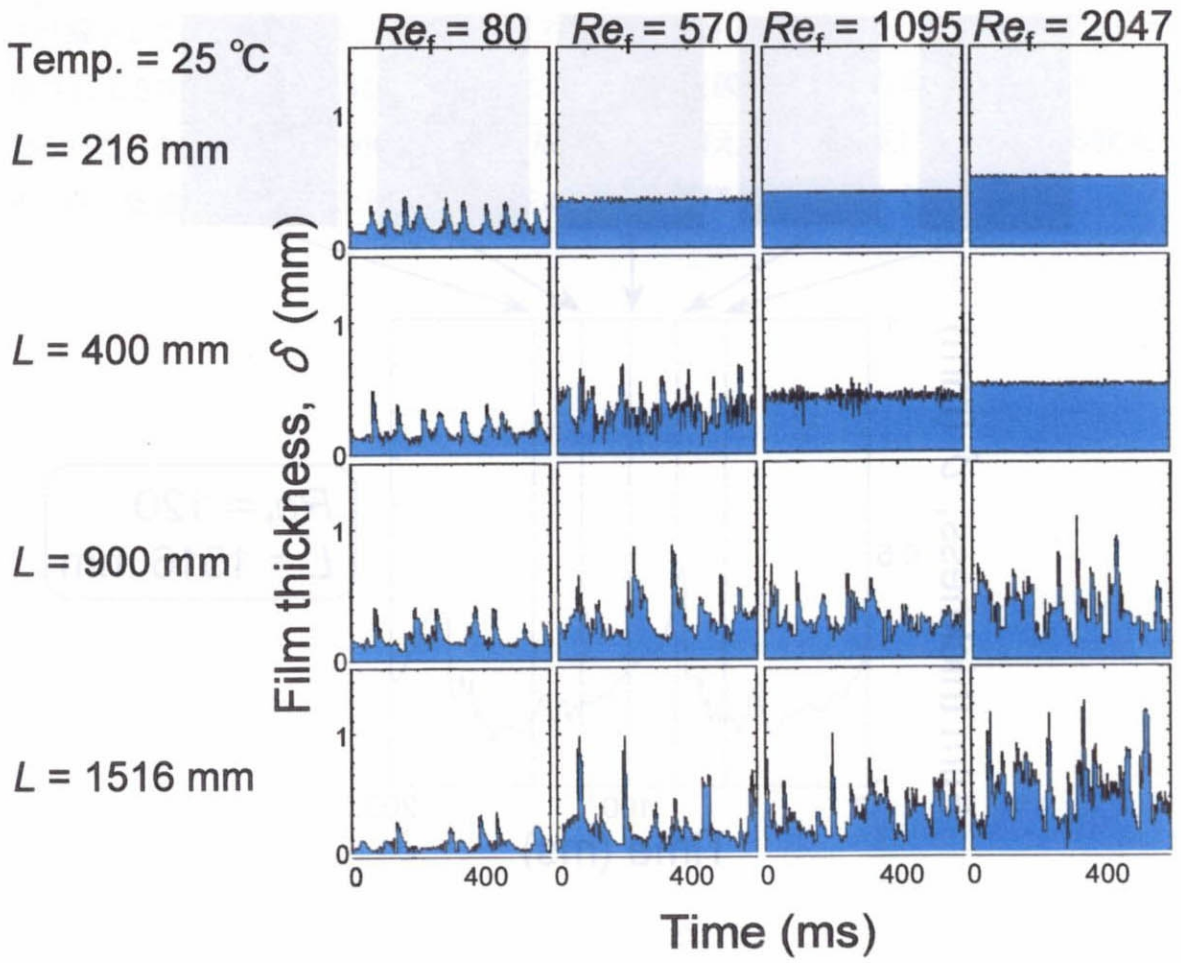 Re_f = 80 Re_f = 570 Re_f = 1095 Re_f = 2047
Temp. = 25 ℃
L = 216 mm
L = 400 mm
L = 900 mm
L = 1516 mm
Film thickness, δ (mm)
1
0
1
0
1
0
1
0
0 400 0 400 0 400 0 400
Time (ms)